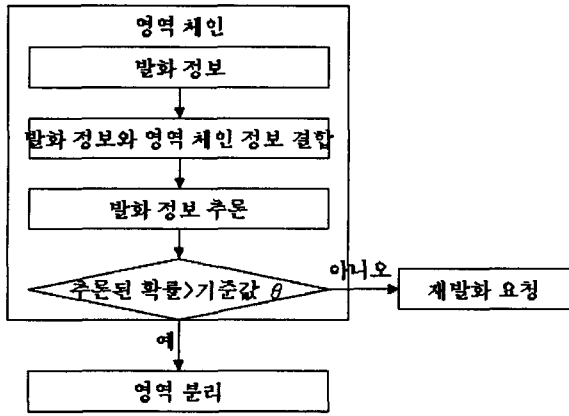 영역 체인
발화 정보
발화 정보와 영역 체인 정보 결합
발화 정보 추론
추론된 확률>기준값 θ
아니오
재발화 요청
예
영역 분리